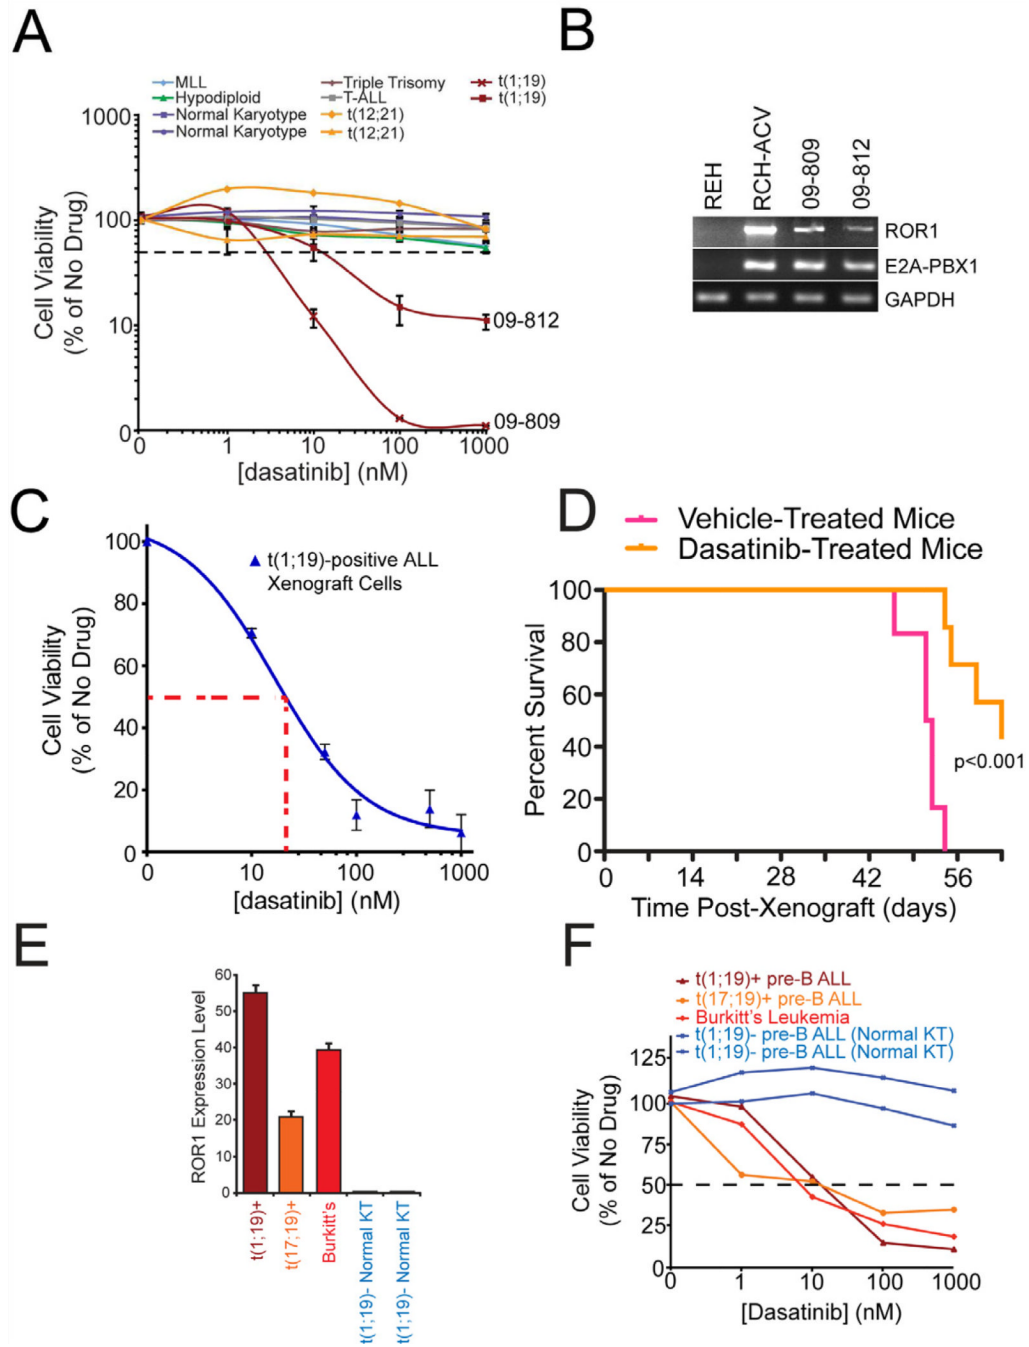 A
MLL
Hypodiploid
Normal Karyotype
Normal Karyotype
Triple Trisomy
T-ALL
t(12;21)
t(12;21)
t(1;19)
t(1;19)
Cell Viability
(% of No Drug)
1000
100
10
0
0 1 10 100 1000
[dasatinib] (nM)
09-812
09-809
B
REH
RCH-ACV
09-809
09-812
ROR1
E2A-PBX1
GAPDH
C
t(1;19)-positive ALL
Xenograft Cells
Cell Viability
(% of No Drug)
100
80
60
40
20
0
0 10 100 1000
[dasatinib] (nM)
D
Vehicle-Treated Mice
Dasatinib-Treated Mice
Percent Survival
100
80
60
40
20
0
p<0.001
0 14 28 42 56
Time Post-Xenograft (days)
E
ROR1 Expression Level
60
50
40
30
20
10
0
t(1;19)+
t(17;19)+
Burkitt's
t(1;19)- Normal KT
t(1;19)- Normal KT
F
t(1;19)+ pre-B ALL
t(17;19)+ pre-B ALL
Burkitt's Leukemia
t(1;19)- pre-B ALL (Normal KT)
t(1;19)- pre-B ALL (Normal KT)
Cell Viability
(% of No Drug)
125
100
75
50
25
0
0 1 10 100 1000
[Dasatinib] (nM)